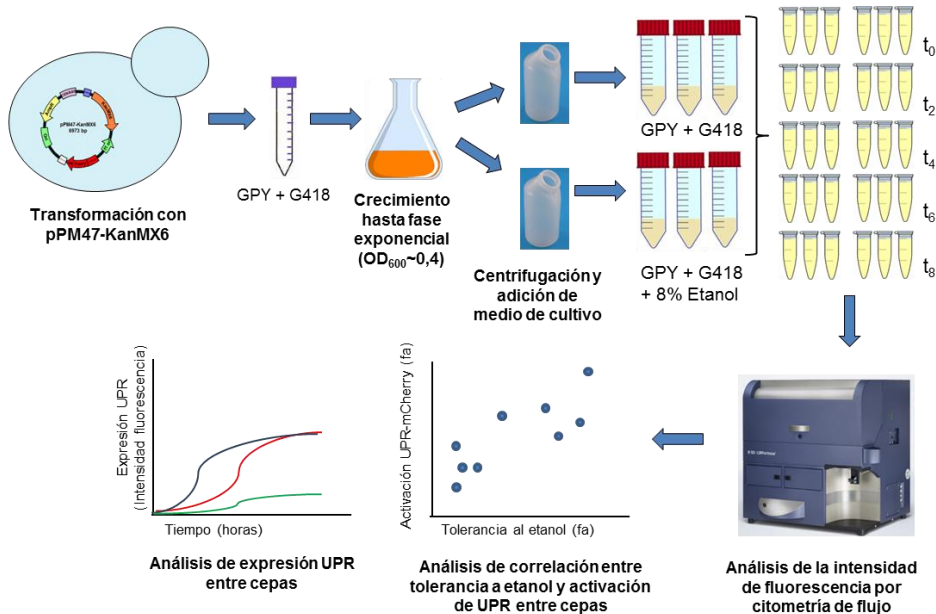 pPM47-KanMX6
8973 bp
Transformación con
pPM47-KanMX6
GPY + G418
Crecimiento
hasta fase
exponencial
(OD600~0,4)
Centrifugación y
adición de
medio de cultivo
GPY + G418
GPY + G418
+ 8% Etanol
t0
t2
t4
t6
t8
Expresión UPR
(Intensidad fluorescencia)
Tiempo (horas)
Análisis de expresión UPR
entre cepas
Activación UPR-mCherry (fa)
Tolerancia al etanol (fa)
Análisis de correlación entre
tolerancia a etanol y activación
de UPR entre cepas
Análisis de la intensidad
de fluorescencia por
citometría de flujo